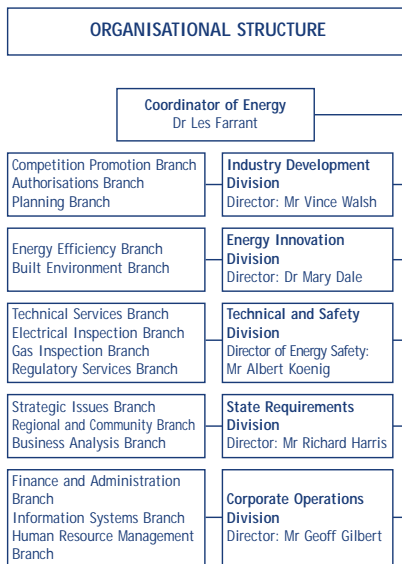 ORGANISATIONAL STRUCTURE
Coordinator of Energy
Dr Les Farrant
Competition Promotion Branch
Authorisations Branch
Planning Branch
Industry Development
Division
Director: Mr Vince Walsh
Energy Efficiency Branch
Built Environment Branch
Energy Innovation
Division
Director: Dr Mary Dale
Technical Services Branch
Electrical Inspection Branch
Gas Inspection Branch
Regulatory Services Branch
Technical and Safety
Division
Director of Energy Safety:
Mr Albert Koenig
Strategic Issues Branch
Regional and Community Branch
Business Analysis Branch
State Requirements
Division
Director: Mr Richard Harris
Finance and Administration
Branch
Information Systems Branch
Human Resource Management
Branch
Corporate Operations
Division
Director: Mr Geoff Gilbert